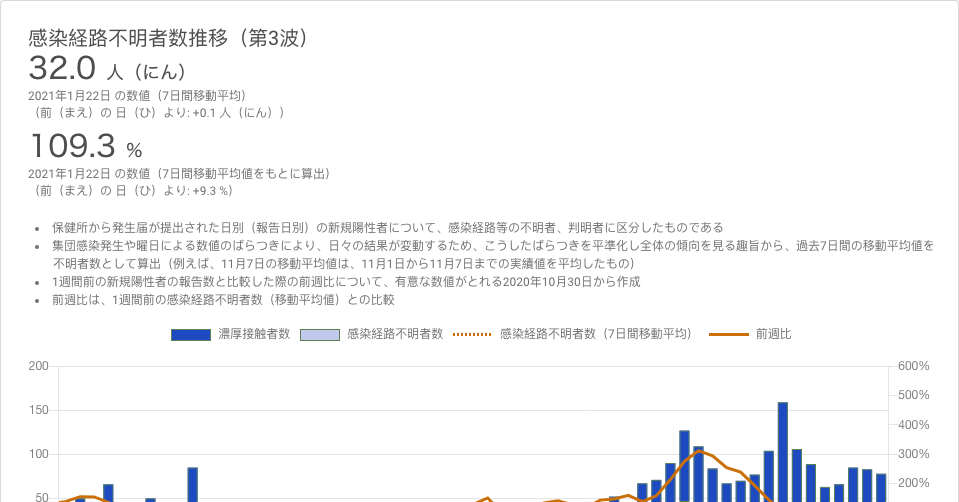 感染経路不明者数推移（第3波）
32.0 人（にん）
2021年1月22日 の数値（7日間移動平均）
（前（まえ）の 日（ひ）より: +0.1 人（にん））
109.3 %
2021年1月22日 の数値（7日間移動平均値をもとに算出）
（前（まえ）の 日（ひ）より: +9.3 %）
• 保健所から発生届が提出された日別（報告日別）の新規陽性者について、感染経路等の不明者、判明者に区分したものである
• 集団感染発生や曜日による数値のばらつきにより、日々の結果が変動するため、こうしたばらつきを平準化し全体の傾向を見る趣旨から、過去7日間の移動平均値を
不明者数として算出（例えば、11月7日の移動平均値は、11月1日から11月7日までの実績値を平均したもの）
• 1週間前の新規陽性者の報告数と比較した際の前週比について、有意な数値がとれる2020年10月30日から作成
• 前週比は、1週間前の感染経路不明者数（移動平均値）との比較
濃厚接触者数 感染経路不明者数 感染経路不明者数（7日間移動平均） 前週比
200 600%
500%
150
400%
100 300%
200%
50